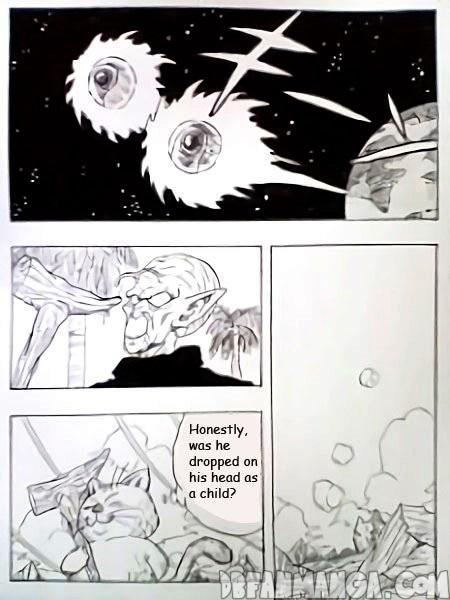 Honestly,
was he
dropped on
his head as
a child?
DBFANMANGA.COM